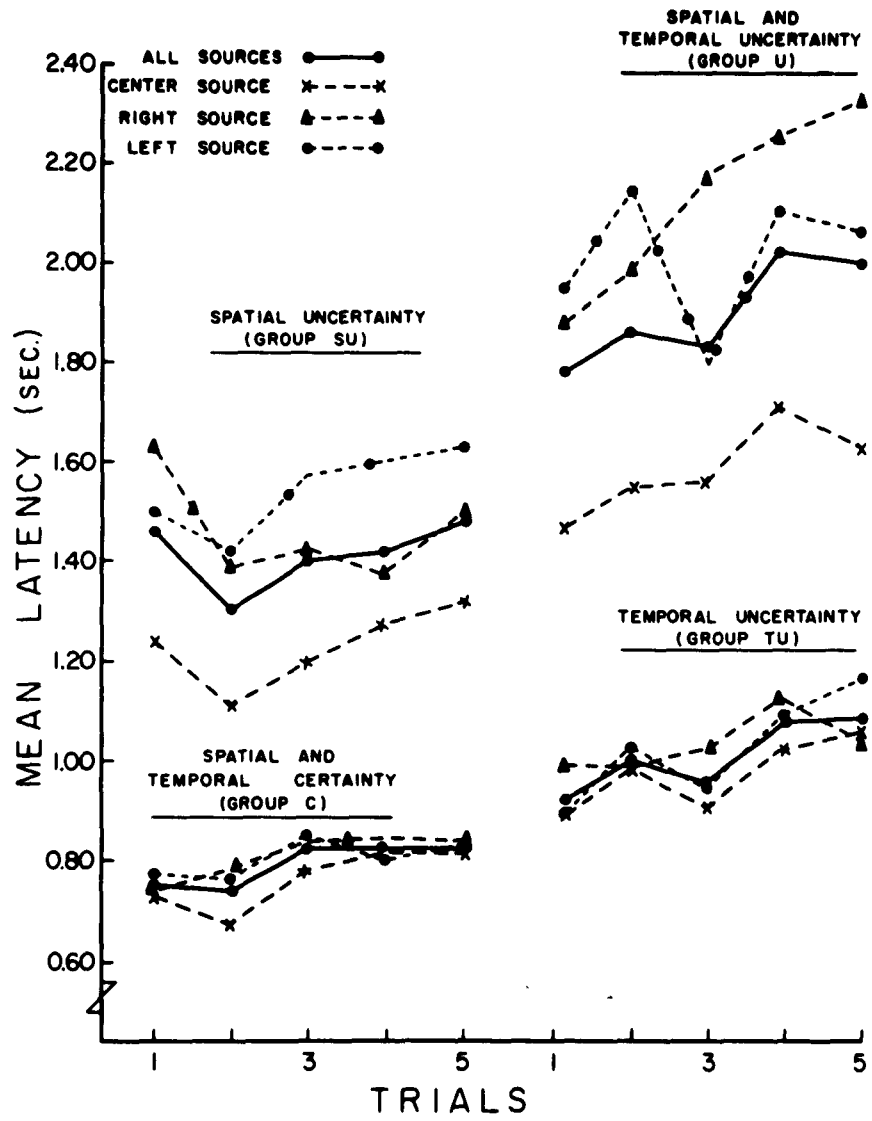 SPATIAL AND
TEMPORAL UNCERTAINTY
(GROUP U)
2.40
ALL SOURCES
CENTER SOURCE
RIGHT SOURCE
LEFT SOURCE
2.20
2.00
SPATIAL UNCERTAINTY
(GROUP SU)
1.80
MEAN LATENCY (SEC.)
1.60
1.40
TEMPORAL UNCERTAINTY
(GROUP TU)
1.20
1.00
SPATIAL AND
TEMPORAL CERTAINTY
(GROUP C)
0.80
0.60
1 3 5 1 3 5
TRIALS